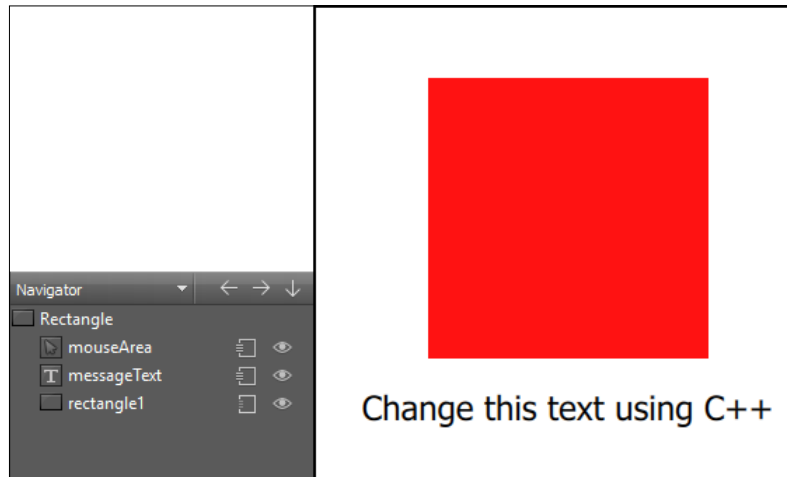 Navigator
Rectangle
mouseArea
T messageText
rectangle1
Change this text using C++